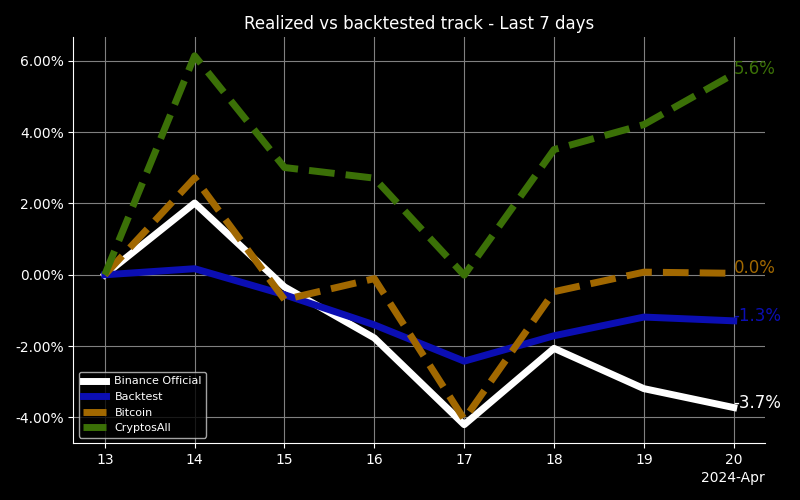 Realized vs backtested track - Last 7 days
6.00%
4.00%
2.00%
0.00%
-2.00%
-4.00%
5.6%
0.0%
-1.3%
-3.7%
Binance Official
Backtest
Bitcoin
CryptosAll
13 14 15 16 17 18 19 20
2024-Apr